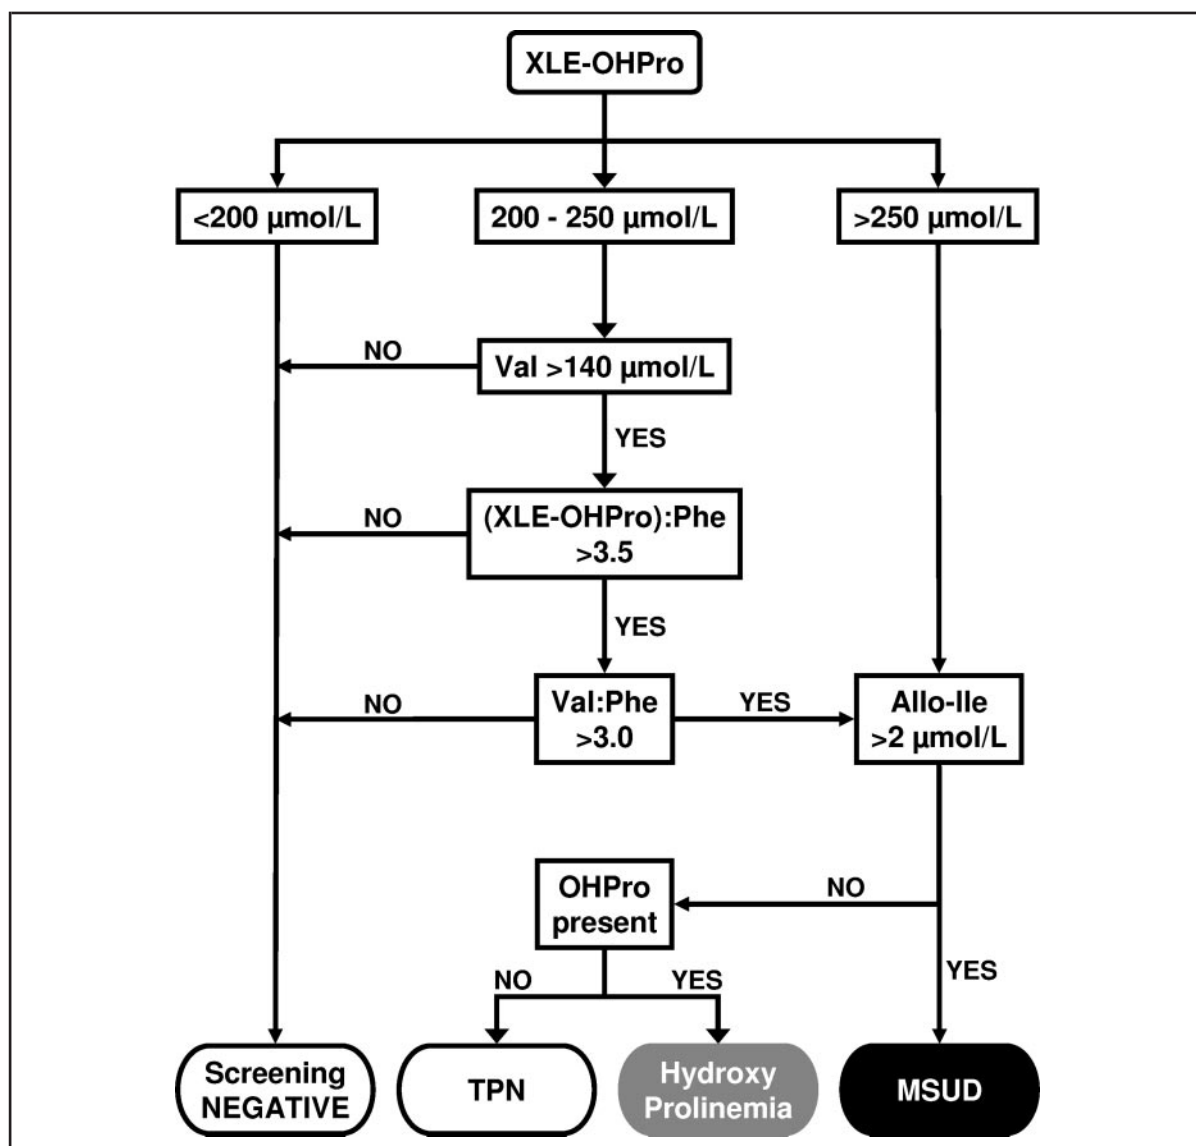 XLE-OHPro
<200 µmol/L
200 - 250 µmol/L
>250 µmol/L
NO
Val >140 µmol/L
YES
NO
(XLE-OHPro):Phe
>3.5
YES
NO
Val:Phe
>3.0
YES
Allo-Ile
>2 µmol/L
OHPro
present
NO
NO
YES
YES
Screening
NEGATIVE
TPN
Hydroxy
Prolinemia
MSUD